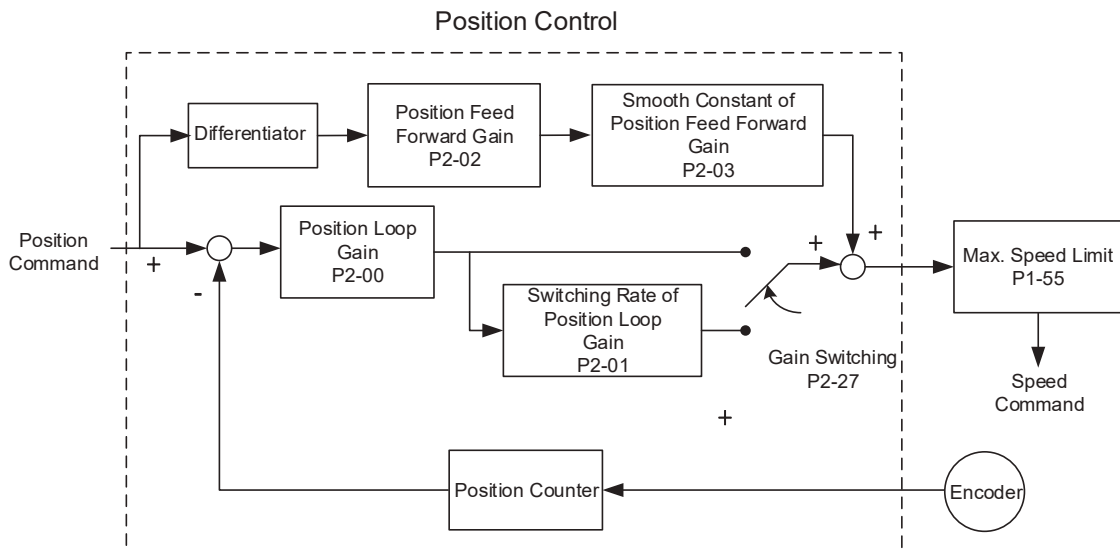 Position Control
Differentiator
Position Feed
Forward Gain
P2-02
Smooth Constant of
Position Feed Forward
Gain
P2-03
Position
Command
+
-
Position Loop
Gain
P2-00
Switching Rate of
Position Loop
Gain
P2-01
+
+
Gain Switching
P2-27
+
Max. Speed Limit
P1-55
Speed
Command
Position Counter
Encoder